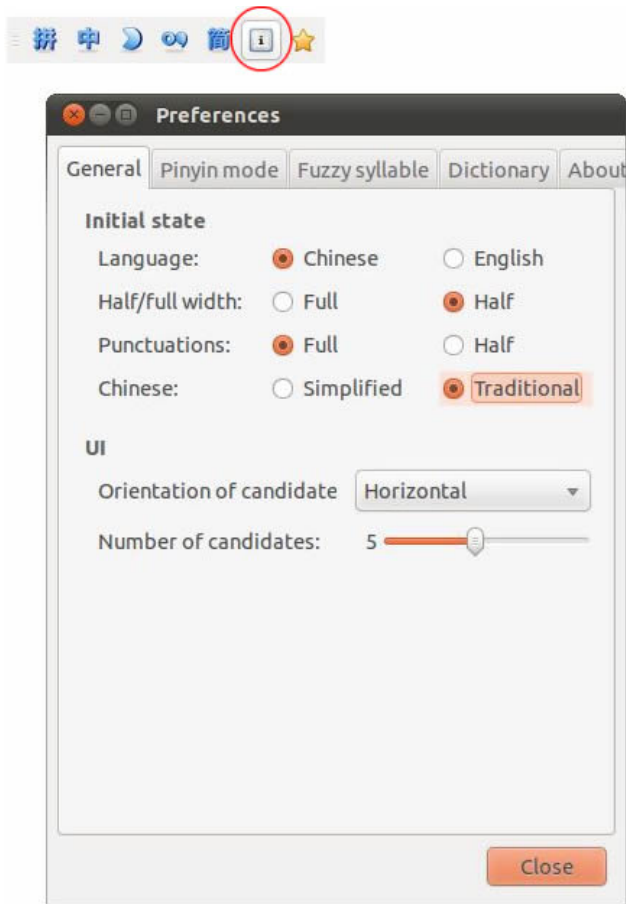 拼 中 简 i
Preferences
General Pinyin mode Fuzzy syllable Dictionary About
Initial state
Language: Chinese English
Half/full width: Full Half
Punctuations: Full Half
Chinese: Simplified Traditional
UI
Orientation of candidate Horizontal
Number of candidates: 5
Close